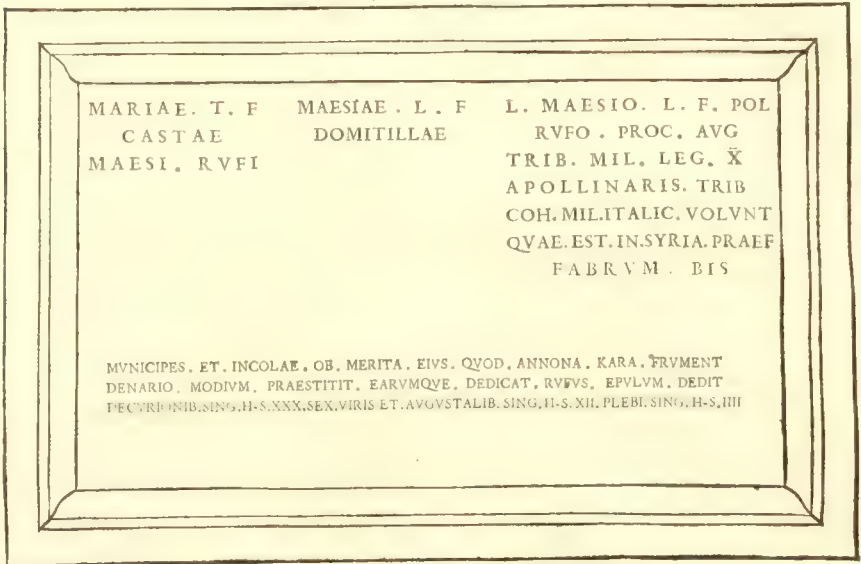 MARIAE. T. F
CASTAE
MAESI. RVFI
MAESIAE. L. F
DOMITILLAE
L. MAESIO. L. F. POL
RVFO. PROC. AVG
TRIB. MIL. LEG. X̄
APOLLINARIS. TRIB
COH. MIL. ITALIC. VOLVNT
QVAE. EST. IN. SYRIA. PRAEF
FABRVM. BIS
MVNICIPES. ET. INCOLAE. OB. MERITA. EIVS. QVOD. ANNONA. KARA. FRVMENT
DENARIO. MODIVM. PRAESTITIT. EARVMQVE. DEDICAT. RVFVS. EPVLVM. DEDIT
DECVRIONIB. SING. H-S. XXX. SEX. VIRIS ET. AVGVSTALIB. SING. H-S. XII. PLEBI. SING. H-S. IIII